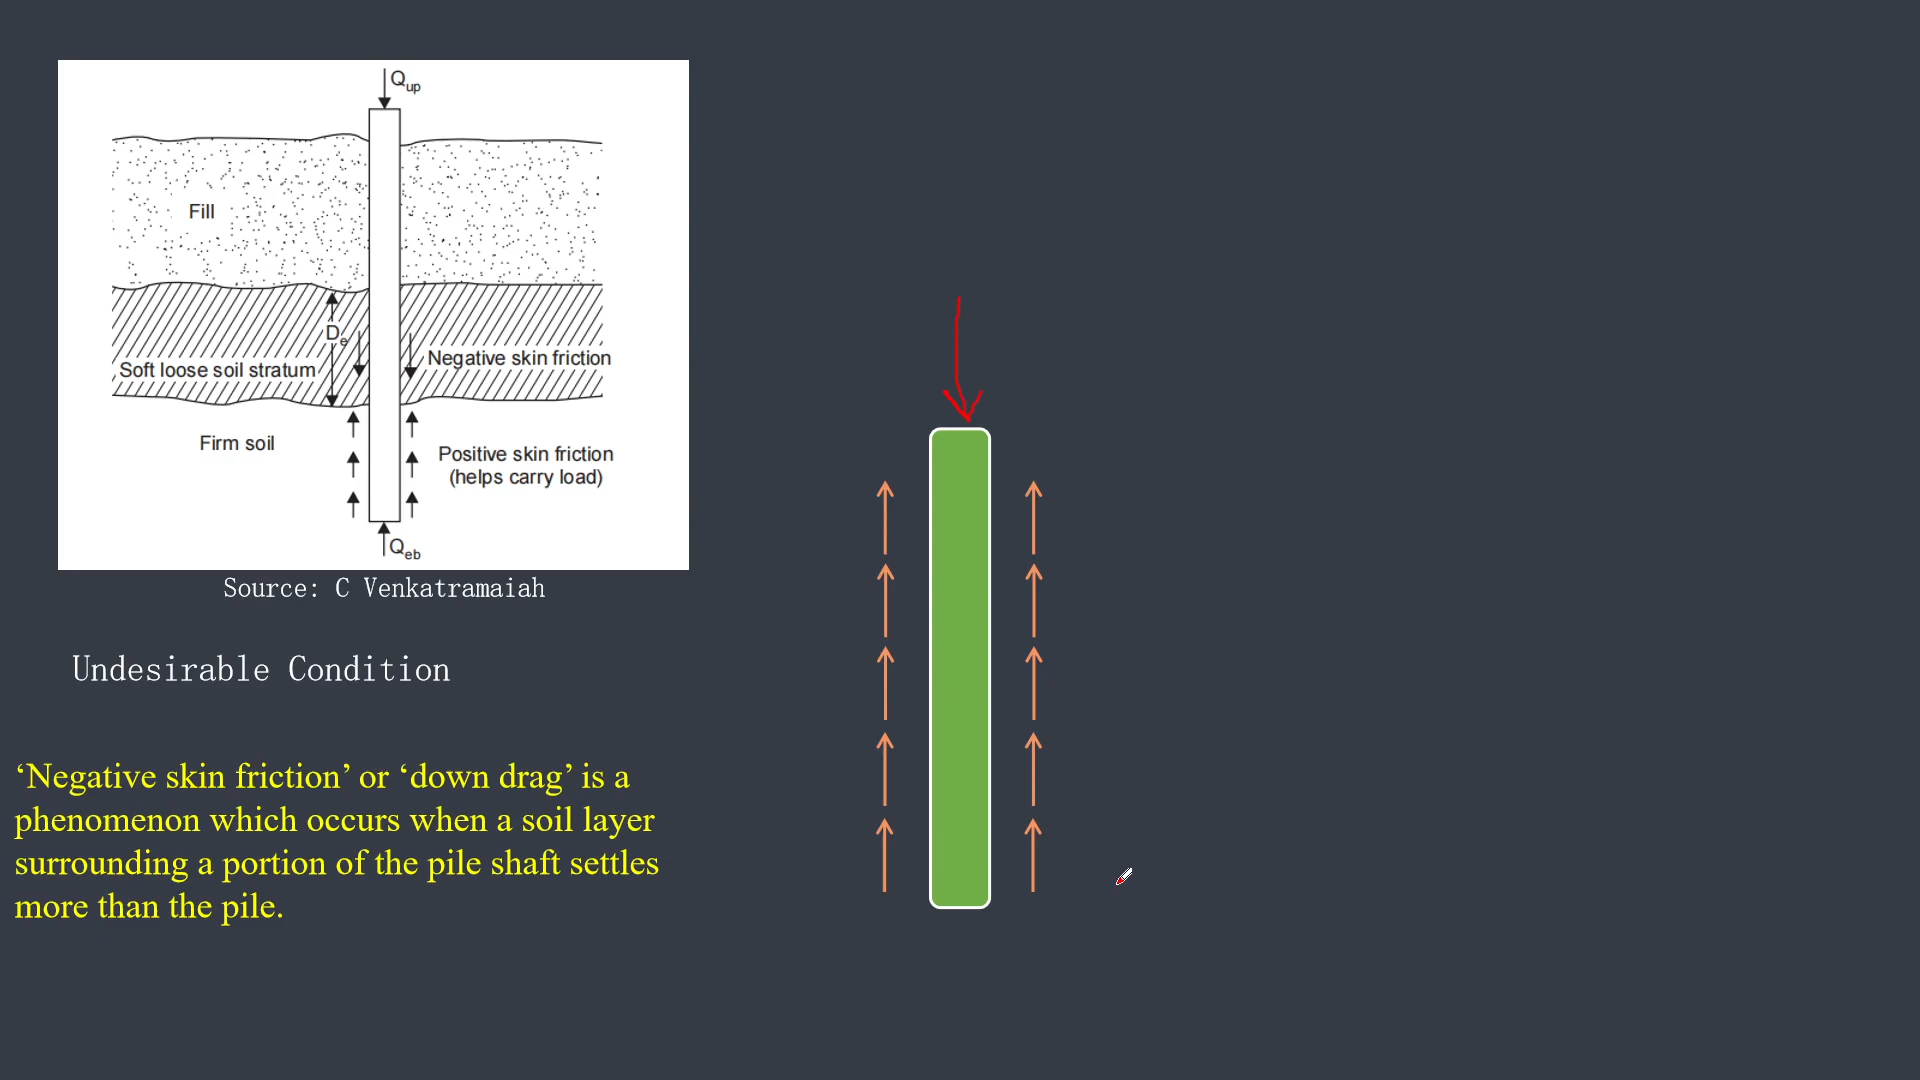 Qup
Fill
De
Negative skin friction
Soft loose soil stratum
Firm soil
Positive skin friction
(helps carry load)
Qeb
Source: C Venkatramaiah
Undesirable Condition
‘Negative skin friction’ or ‘down drag’ is a
phenomenon which occurs when a soil layer
surrounding a portion of the pile shaft settles
more than the pile.